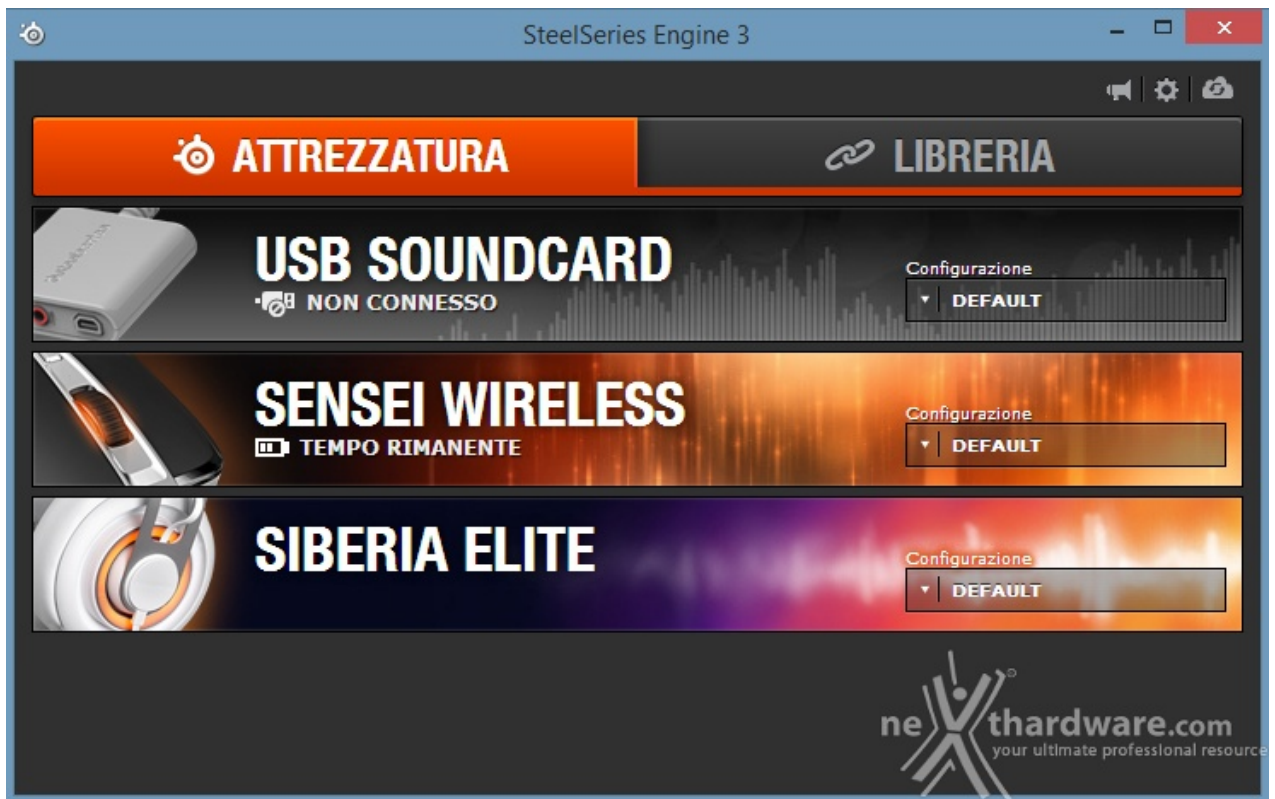 SteelSeries Engine 3
ATTREZZATURA
LIBRERIA
USB SOUNDCARD
NON CONNESSO
Configurazione
DEFAULT
SENSEI WIRELESS
TEMPO RIMANENTE
Configurazione
DEFAULT
SIBERIA ELITE
Configurazione
DEFAULT
nexthardware.com
your ultimate professional resource